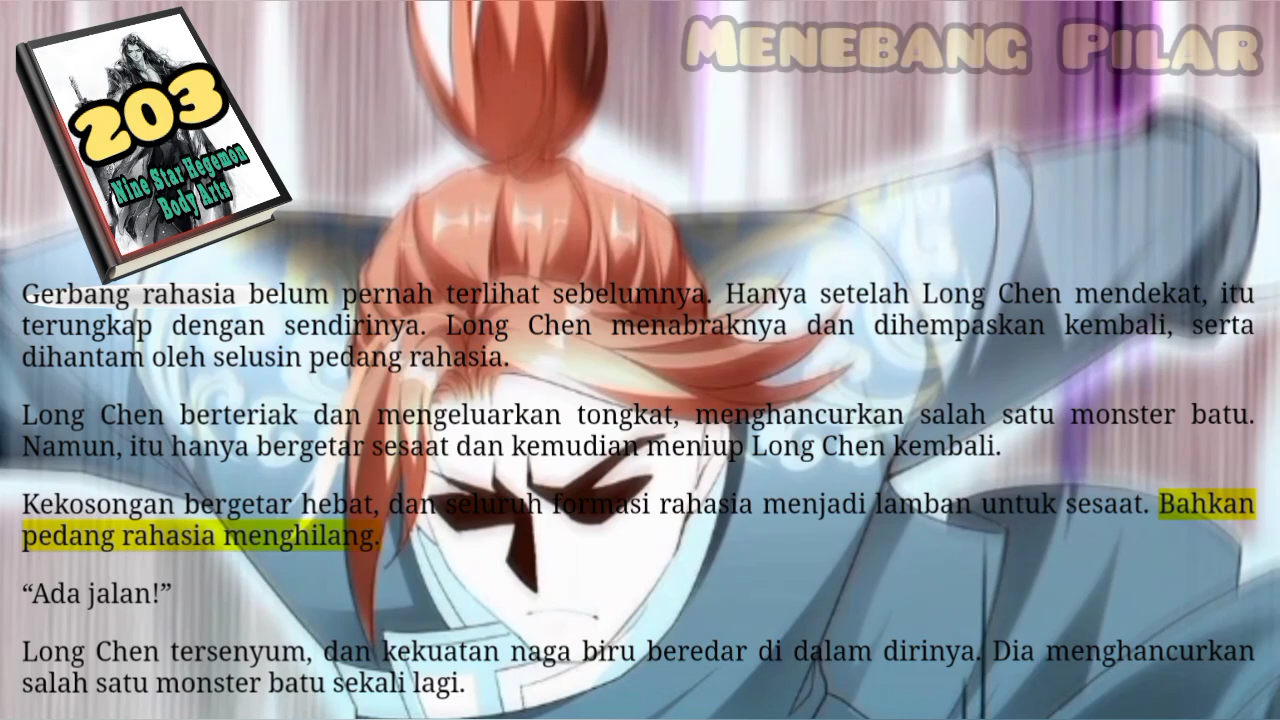 Menebang Pilar
203
Nine Star Hegemon
Body Arts
Gerbang rahasia belum pernah terlihat sebelumnya. Hanya setelah Long Chen mendekat, itu
terungkap dengan sendirinya. Long Chen menabraknya dan dihempaskan kembali, serta
dihantam oleh selusin pedang rahasia.
Long Chen berteriak dan mengeluarkan tongkat, menghancurkan salah satu monster batu.
Namun, itu hanya bergetar sesaat dan kemudian meniup Long Chen kembali.
Kekosongan bergetar hebat, dan seluruh formasi rahasia menjadi lamban untuk sesaat. Bahkan
pedang rahasia menghilang.
“Ada jalan!”
Long Chen tersenyum, dan kekuatan naga biru beredar di dalam dirinya. Dia menghancurkan
salah satu monster batu sekali lagi.